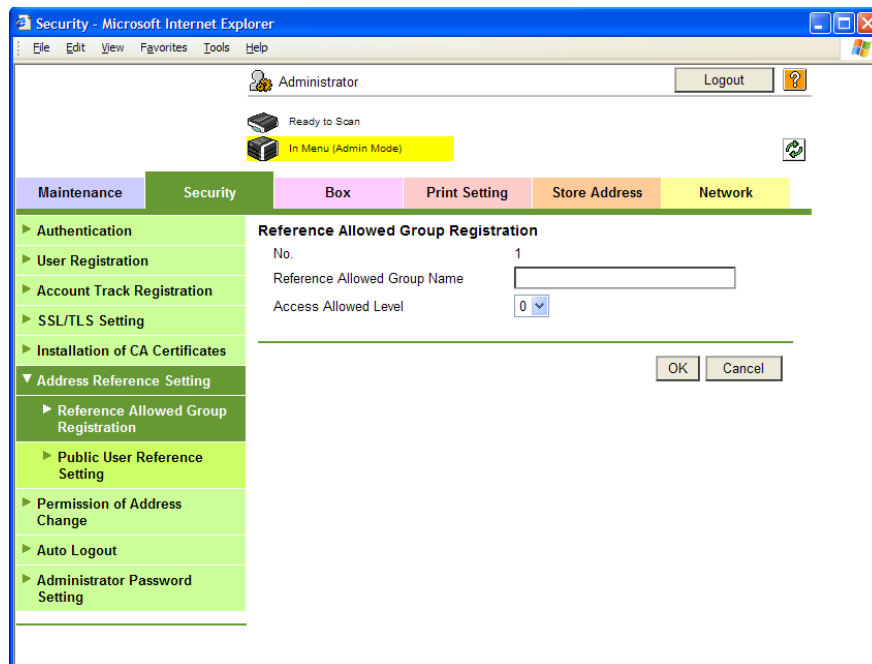 Security - Microsoft Internet Explorer
File Edit View Favorites Tools Help
Administrator
Logout
?
Ready to Scan
In Menu (Admin Mode)
Maintenance Security Box Print Setting Store Address Network
Authentication
User Registration
Account Track Registration
SSL/TLS Setting
Installation of CA Certificates
Address Reference Setting
Reference Allowed Group
Registration
Public User Reference
Setting
Permission of Address
Change
Auto Logout
Administrator Password
Setting
Reference Allowed Group Registration
No. 1
Reference Allowed Group Name
Access Allowed Level 0
OK Cancel